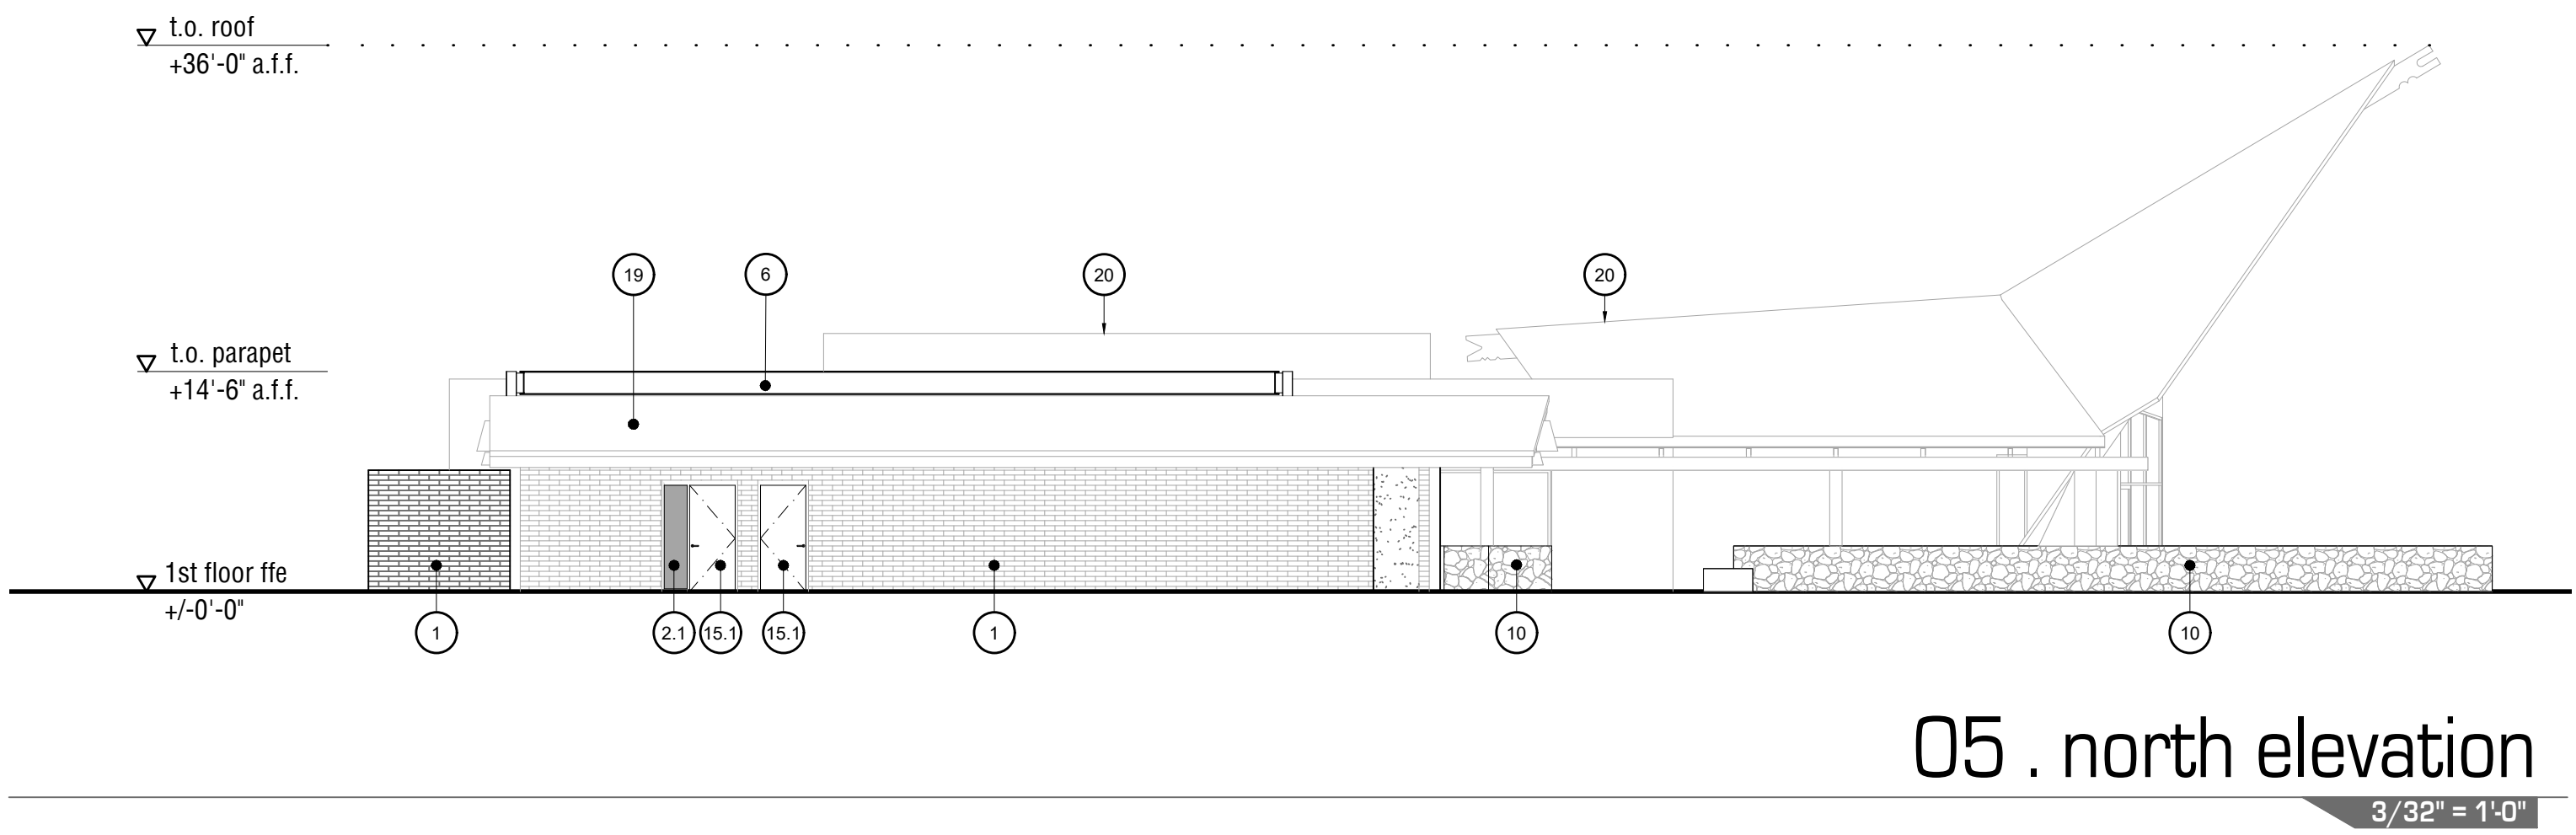 t.o. roof
+36'-0" a.f.f.
19 6 20 20
t.o. parapet
+14'-6" a.f.f.
1st floor ffe
+/-0'-0"
1 2.1 15.1 15.1 1 10 10
05 . north elevation
3/32" = 1'-0"